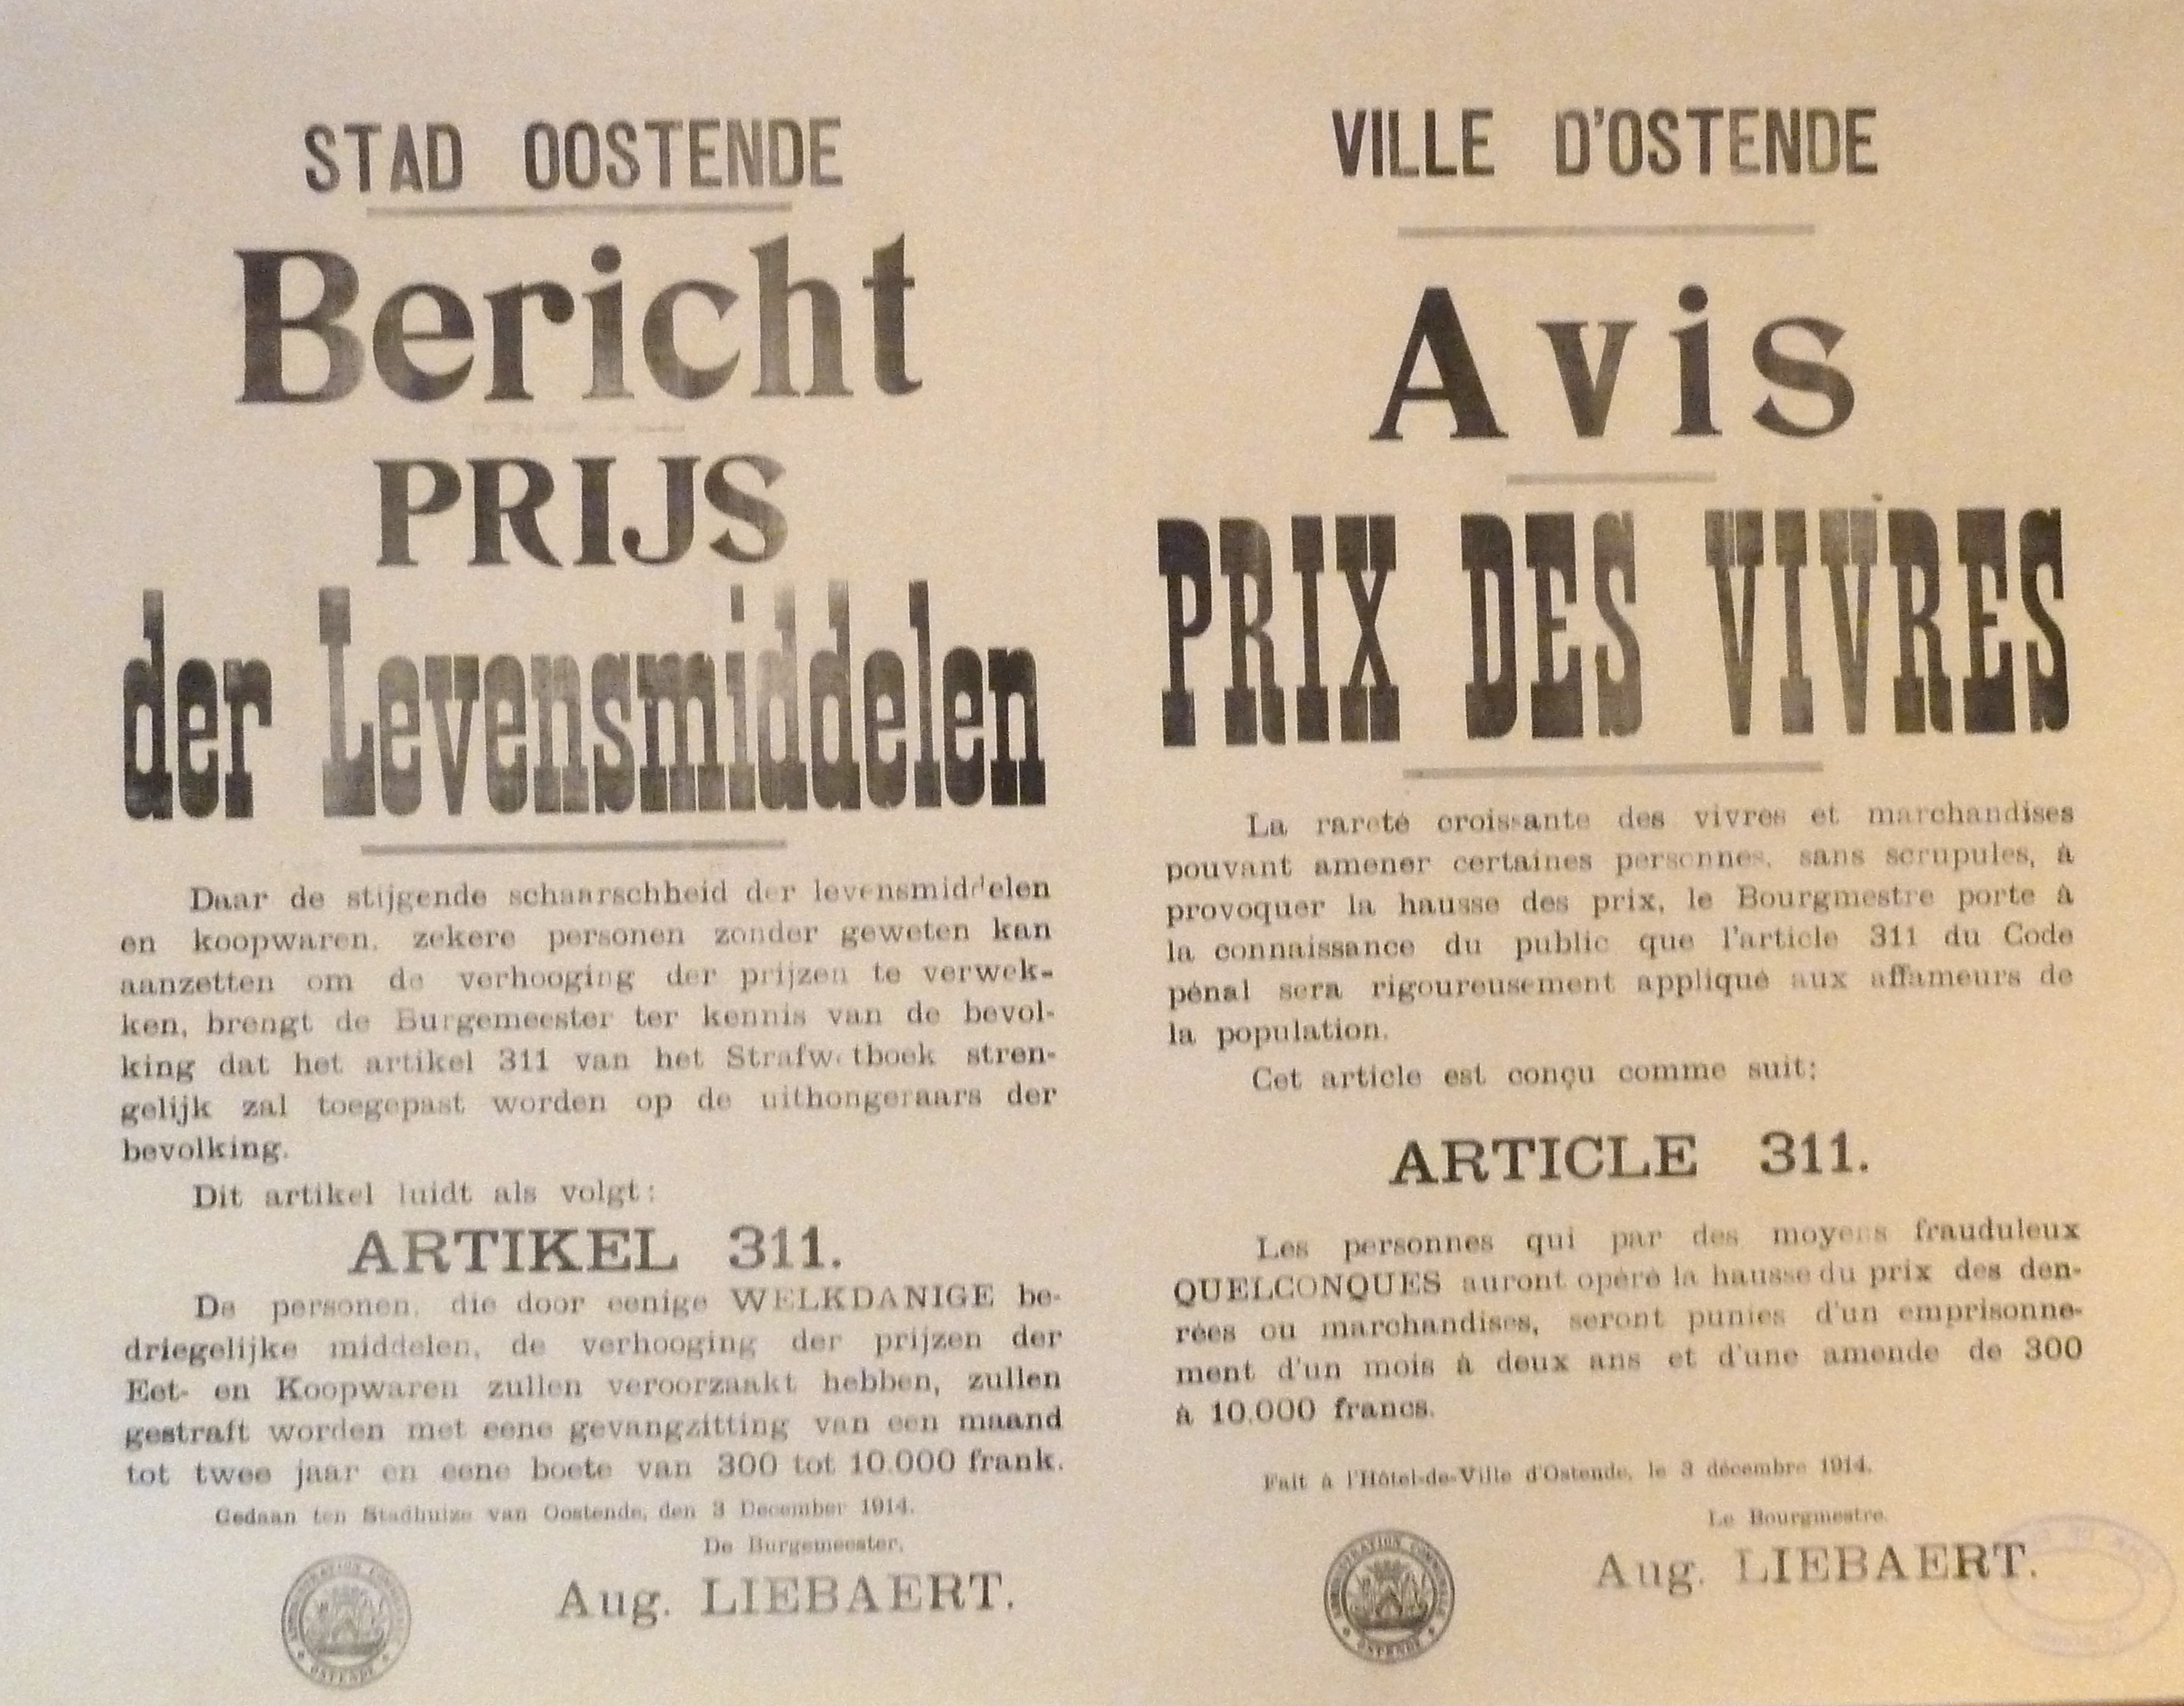 STAD OOSTENDE
Bericht
PRIJS
der Levensmiddelen
Daar de stijgende schaarschheid der levensmiddelen
en koopwaren, zekere personen zonder geweten kan
aanzetten om de verhooging der prijzen te verwek-
ken, brengt de Burgemeester ter kennis van de bevol-
king dat het artikel 311 van het Strafwetboek stren-
gelijk zal toegepast worden op de uithongeraars der
bevolking.
Dit artikel luidt als volgt:
ARTIKEL 311.
De personen, die door eenige WELKDANIGE be-
driegelijke middelen, de verhooging der prijzen der
Eet- en Koopwaren zullen veroorzaakt hebben, zullen
gestraft worden met eene gevangzitting van een maand
tot twee jaar en eene boete van 300 tot 10.000 frank.
Gedaan ten Stadhuize van Oostende, den 3 December 1914.
De Burgemeester,
Aug. LIEBAERT.
ADMINISTRATION COMMUNALE
OSTENDE
VILLE D'OSTENDE
Avis
PRIX DES VIVRES
La rareté croissante des vivres et marchandises
pouvant amener certaines personnes, sans scrupules, à
provoquer la hausse des prix, le Bourgmestre porte à
la connaissance du public que l'article 311 du Code
pénal sera rigoureusement appliqué aux affameurs de
la population.
Cet article est conçu comme suit:
ARTICLE 311.
Les personnes qui par des moyens frauduleux
QUELCONQUES auront opéré la hausse du prix des den-
rées ou marchandises, seront punies d'un emprisonne-
ment d'un mois à deux ans et d'une amende de 300
à 10.000 francs.
Fait à l'Hôtel-de-Ville d'Ostende, le 3 décembre 1914.
Le Bourgmestre.
Aug. LIEBAERT.
ADMINISTRATION COMMUNALE
OSTENDE